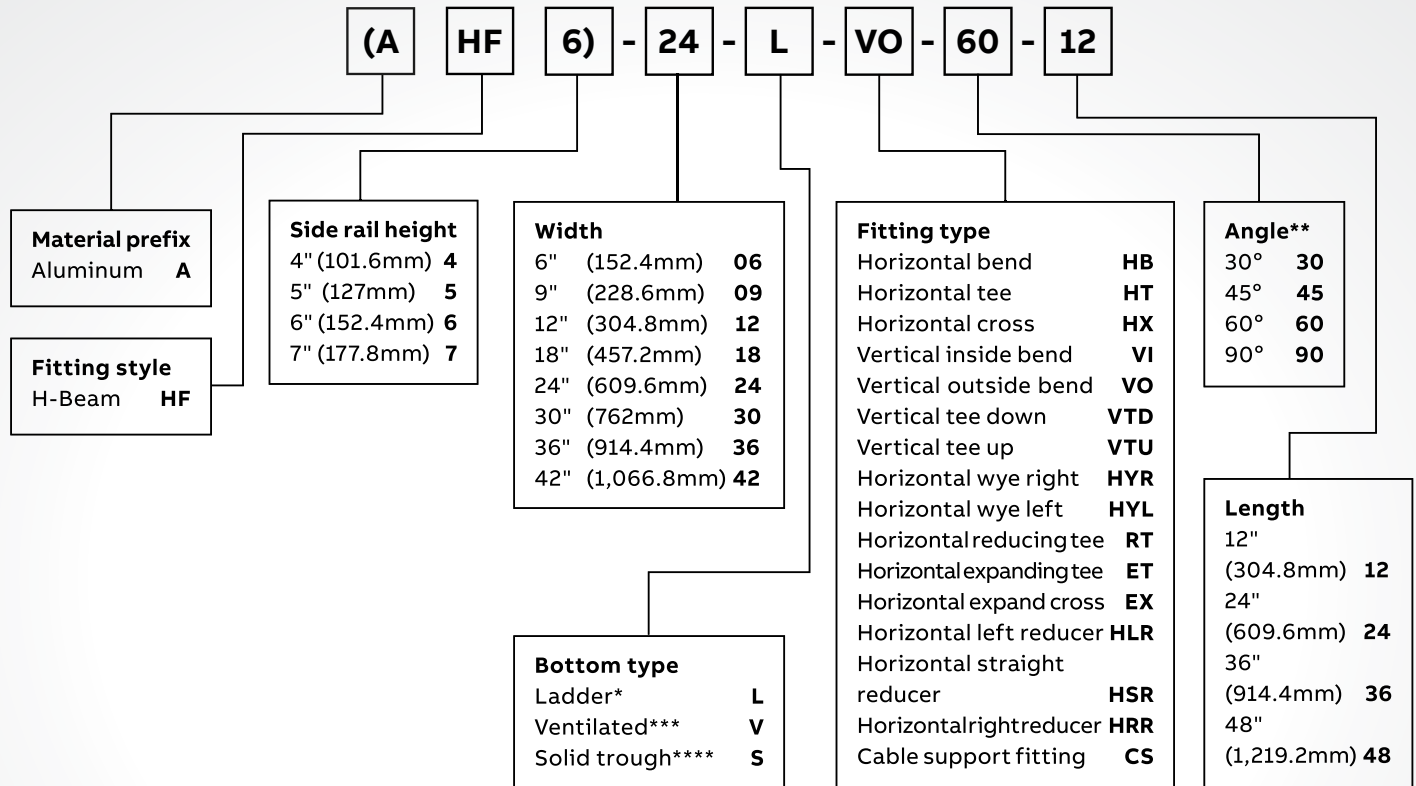 (A HF 6) - 24 - L - VO - 60 - 12
Material prefix
Aluminum A
Fitting style
H-Beam HF
Side rail height
4" (101.6mm) 4
5" (127mm) 5
6" (152.4mm) 6
7" (177.8mm) 7
Width
6" (152.4mm) 06
9" (228.6mm) 09
12" (304.8mm) 12
18" (457.2mm) 18
24" (609.6mm) 24
30" (762mm) 30
36" (914.4mm) 36
42" (1,066.8mm) 42
Bottom type
Ladder* L
Ventilated*** V
Solid trough**** S
Fitting type
Horizontal bend HB
Horizontal tee HT
Horizontal cross HX
Vertical inside bend VI
Vertical outside bend VO
Vertical tee down VTD
Vertical tee up VTU
Horizontal wye right HYR
Horizontal wye left HYL
Horizontal reducing tee RT
Horizontal expanding tee ET
Horizontal expand cross EX
Horizontal left reducer HLR
Horizontal straight
reducer HSR
Horizontal right reducer HRR
Cable support fitting CS
Angle**
30° 30
45° 45
60° 60
90° 90
Length
12"
(304.8mm) 12
24"
(609.6mm) 24
36"
(914.4mm) 36
48"
(1,219.2mm) 48